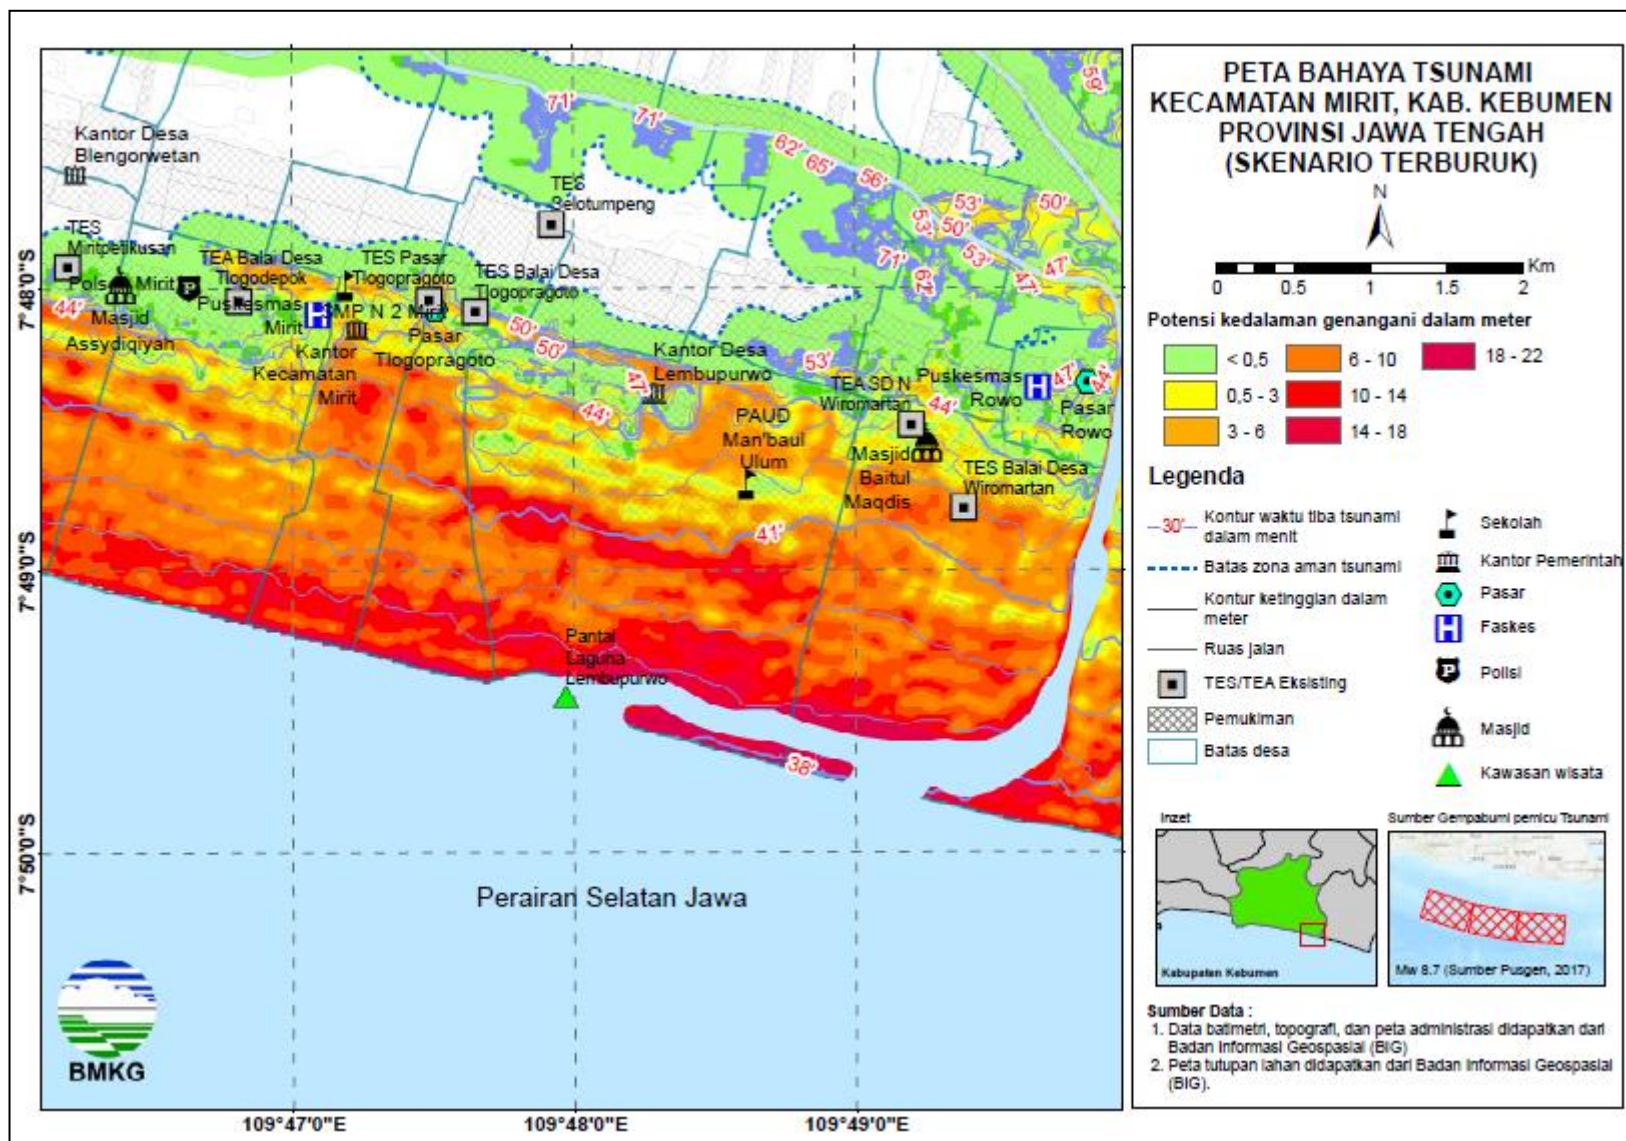 PETA BAHAYA TSUNAMI
KECAMATAN MIRIT, KAB. KEBUMEN
PROVINSI JAWA TENGAH
(SKENARIO TERBURUK)
N
Km
0 0.5 1 1.5 2
Potensi kedalaman genangani dalam meter
< 0,5
6 - 10
18 - 22
0,5 - 3
10 - 14
3 - 6
14 - 18
Legenda
30'
Kontur waktu tiba tsunami
dalam menit
Batas zona aman tsunami
Kontur ketinggian dalam
meter
Ruas jalan
TES/TEA Eksisting
Pemukiman
Batas desa
Sekolah
Kantor Pemerintah
Pasar
Faskes
Polisi
Masjid
Kawasan wisata
Inzet
Kabupaten Kebumen
Sumber Gempabumi pemicu Tsunami
Mw 8.7 (Sumber Pusgen, 2017)
Sumber Data :
1. Data batimetri, topografi, dan peta administrasi didapatkan dari
Badan Informasi Geospasial (BIG)
2. Peta tutupan lahan didapatkan dari Badan Informasi Geospasial
(BIG).
71'
71'
62'
65'
56'
59'
53'
50'
53'
50'
53'
47'
47'
71'
62'
Kantor Desa
Blengorwetan
TES
Selotumpeng
TES
Miritpetikusan
TEA Balai Desa
Tlogodepok
TES Pasar
Tlogopragoto
TES Balai Desa
Tlogopragoto
Polsek Mirit
P
44'
Masjid
Assydiqiyah
Puskesmas
Mirit
H
SMP N 2 Mirit
Kantor
Kecamatan
Mirit
Pasar
Tlogopragoto
50'
50'
53'
Kantor Desa
Lembupurwo
47'
44'
TEA SD N
Wiromartan
44'
Puskesmas
Rowo
H
47'
44'
Pasar
Rowo
PAUD
Man'baul
Ulum
Masjid
Baitul
Maqdis
TES Balai Desa
Wiromartan
41'
Pantai
Laguna
Lembupurwo
38'
Perairan Selatan Jawa
BMKG
7°48'0"S
7°49'0"S
7°50'0"S
109°47'0"E
109°48'0"E
109°49'0"E